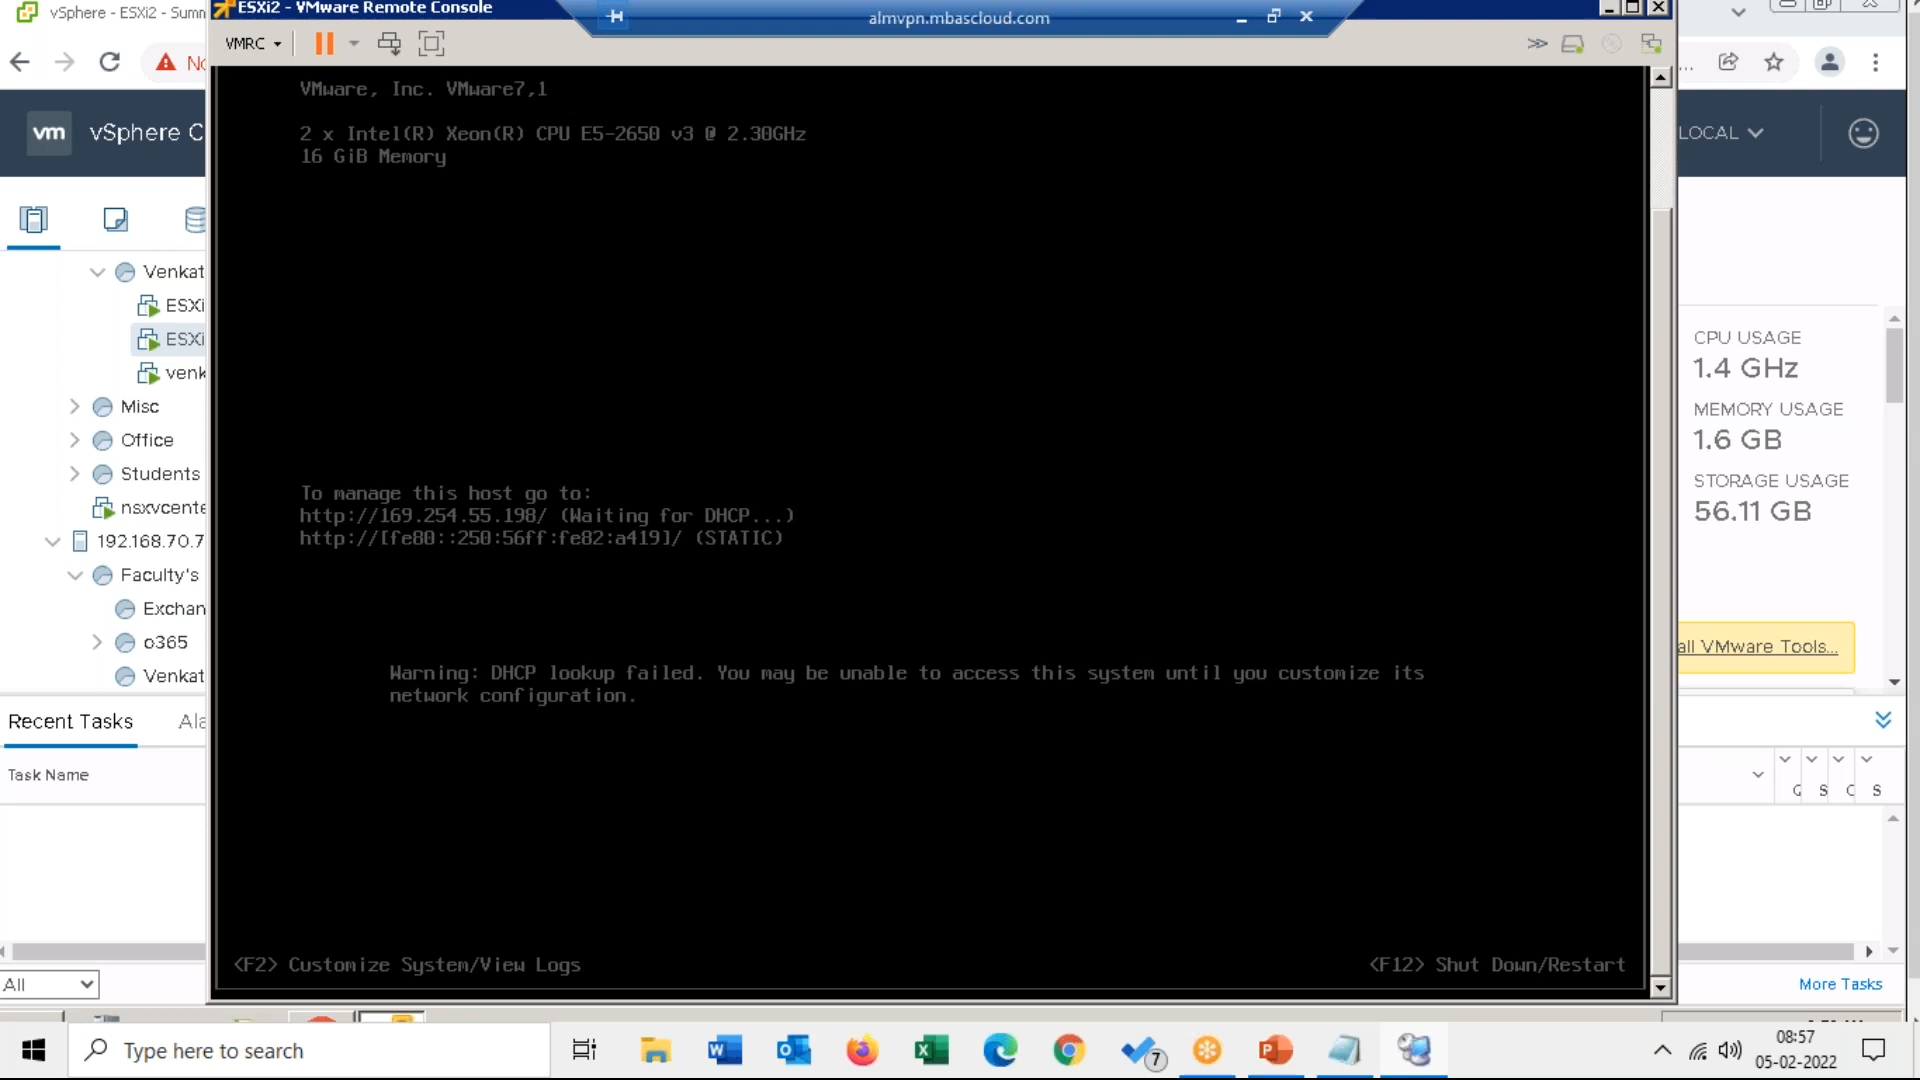 vSphere - ESXi2 - Summ
ESXi2 - VMware Remote Console
almvpn.mbascloud.com
VMRC
vm
vSphere C
LOCAL
VMware, Inc. VMware7,1
2 x Intel(R) Xeon(R) CPU E5-2650 v3 @ 2.30GHz
16 GiB Memory
Venkat
ESXi
ESXi
venk
Misc
Office
Students
nsxvcente
192.168.70.7
Faculty's
Exchan
o365
Venkat
CPU USAGE
1.4 GHz
MEMORY USAGE
1.6 GB
STORAGE USAGE
56.11 GB
To manage this host go to:
http://169.254.55.198/ (Waiting for DHCP...)
http://[fe80::250:56ff:fe82:a419]/ (STATIC)
all VMware Tools...
Warning: DHCP lookup failed. You may be unable to access this system until you customize its
network configuration.
Recent Tasks
Ala
Task Name
S
C
S
<F2> Customize System/View Logs
<F12> Shut Down/Restart
All
More Tasks
Type here to search
7
08:57
05-02-2022